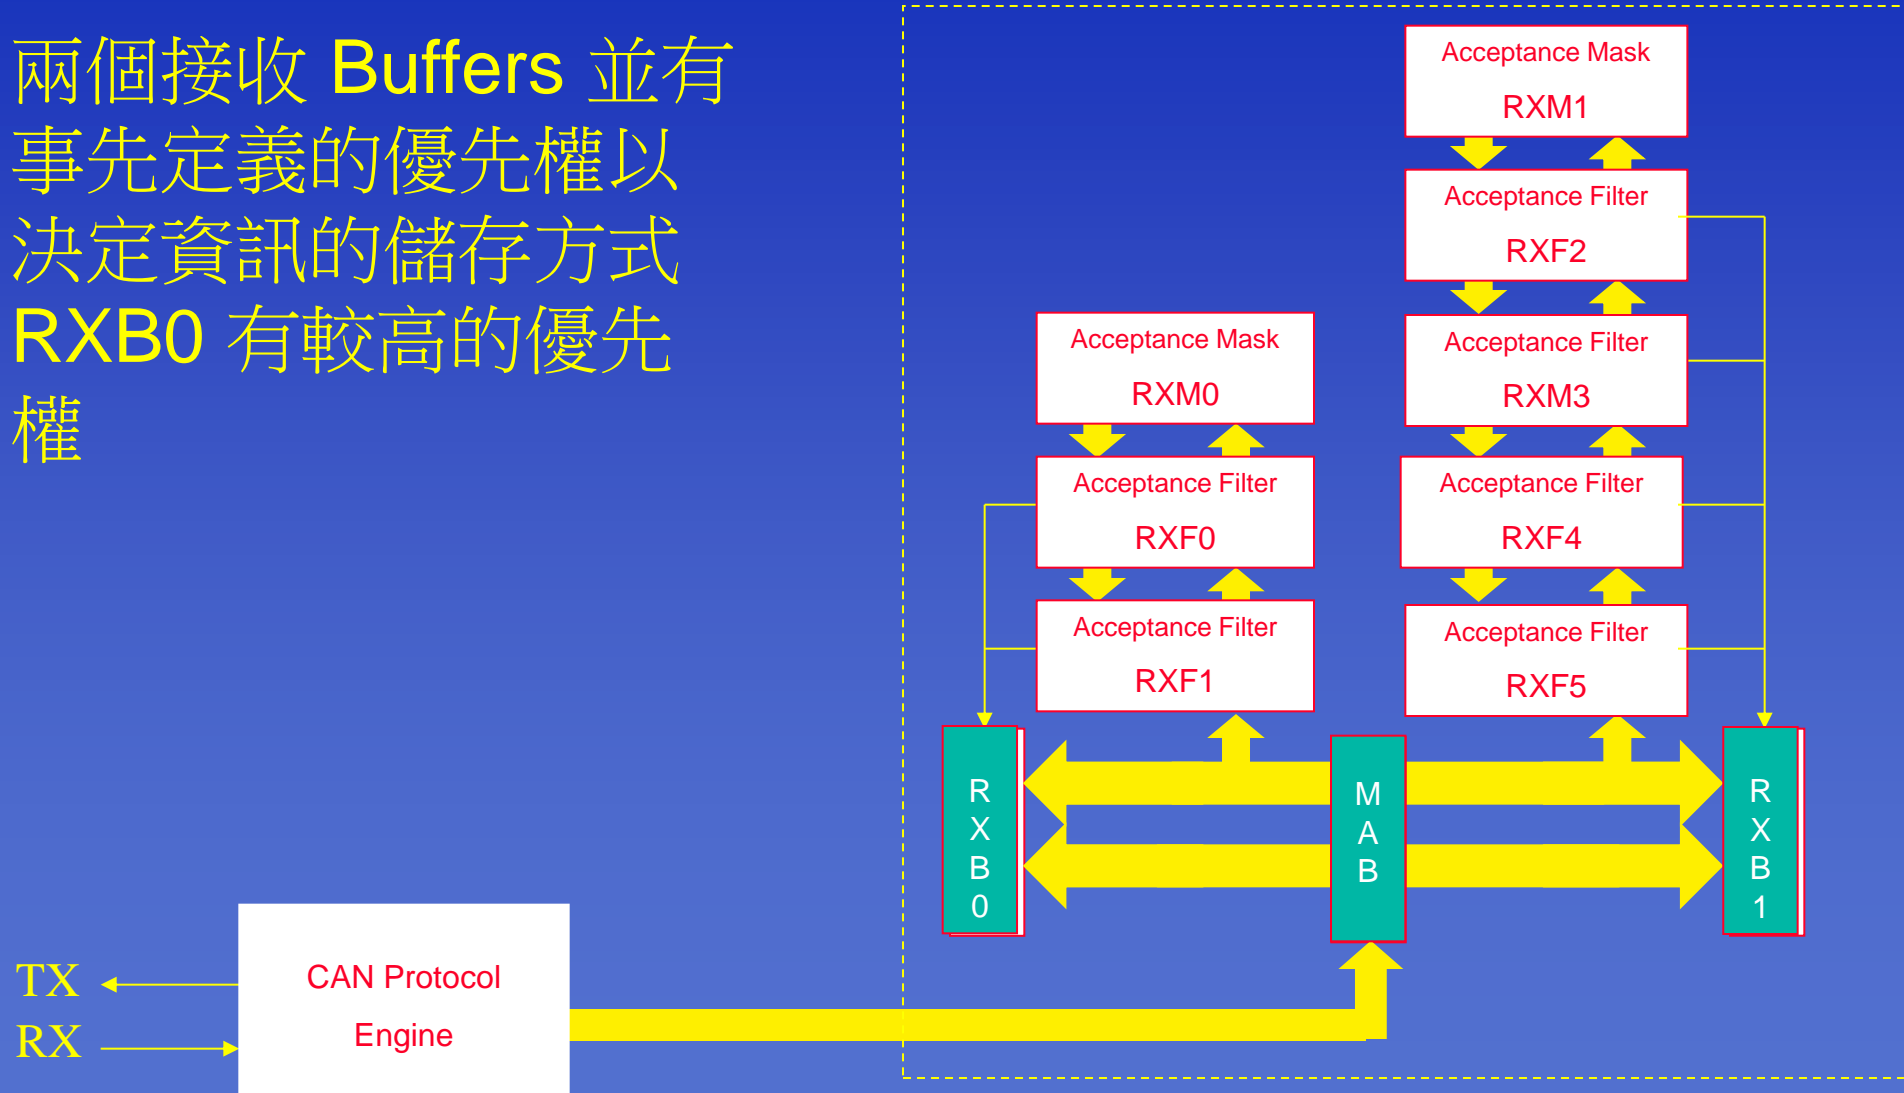 兩個接收 Buffers 並有
事先定義的優先權以
決定資訊的儲存方式
RXB0 有較高的優先
權
Acceptance Mask
RXM1
Acceptance Filter
RXF2
Acceptance Mask
RXM0
Acceptance Filter
RXM3
Acceptance Filter
RXF0
Acceptance Filter
RXF4
Acceptance Filter
RXF1
Acceptance Filter
RXF5
R
X
B
0
M
A
B
R
X
B
1
TX
RX
CAN Protocol
Engine